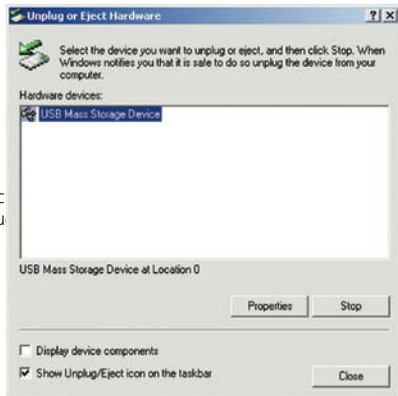 Unplug or Eject Hardware
Select the device you want to unplug or eject, and then click Stop. When
Windows notifies you that it is safe to do so unplug the device from your
computer.
Hardware devices:
USB Mass Storage Device
USB Mass Storage Device at Location 0
Properties Stop
Display device components
Show Unplug/Eject icon on the taskbar
Close